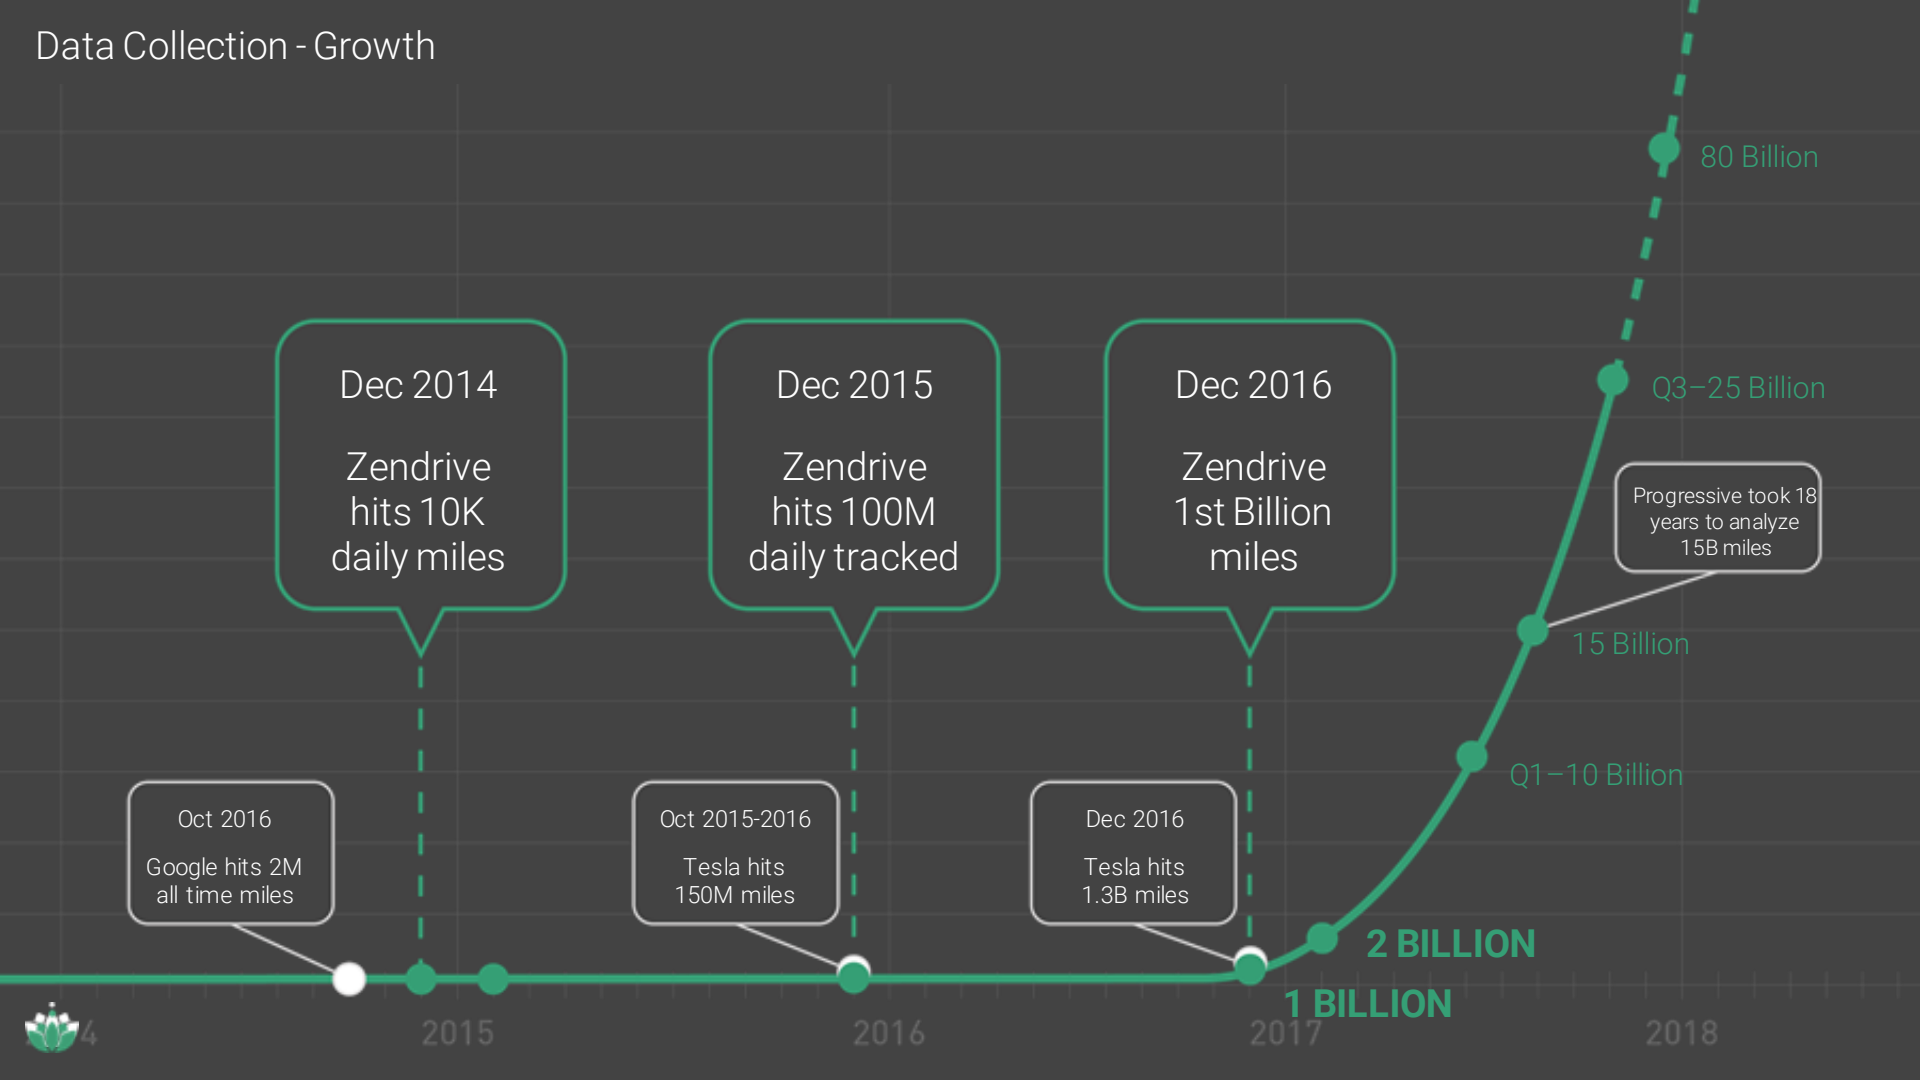 Data Collection - Growth
80 Billion
Q3–25 Billion
Dec 2014
Zendrive
hits 10K
daily miles
Dec 2015
Zendrive
hits 100M
daily tracked
Dec 2016
Zendrive
1st Billion
miles
Progressive took 18
years to analyze
15B miles
15 Billion
Q1–10 Billion
Oct 2016
Google hits 2M
all time miles
Oct 2015-2016
Tesla hits
150M miles
Dec 2016
Tesla hits
1.3B miles
2 BILLION
1 BILLION
4
2015
2016
2017
2018